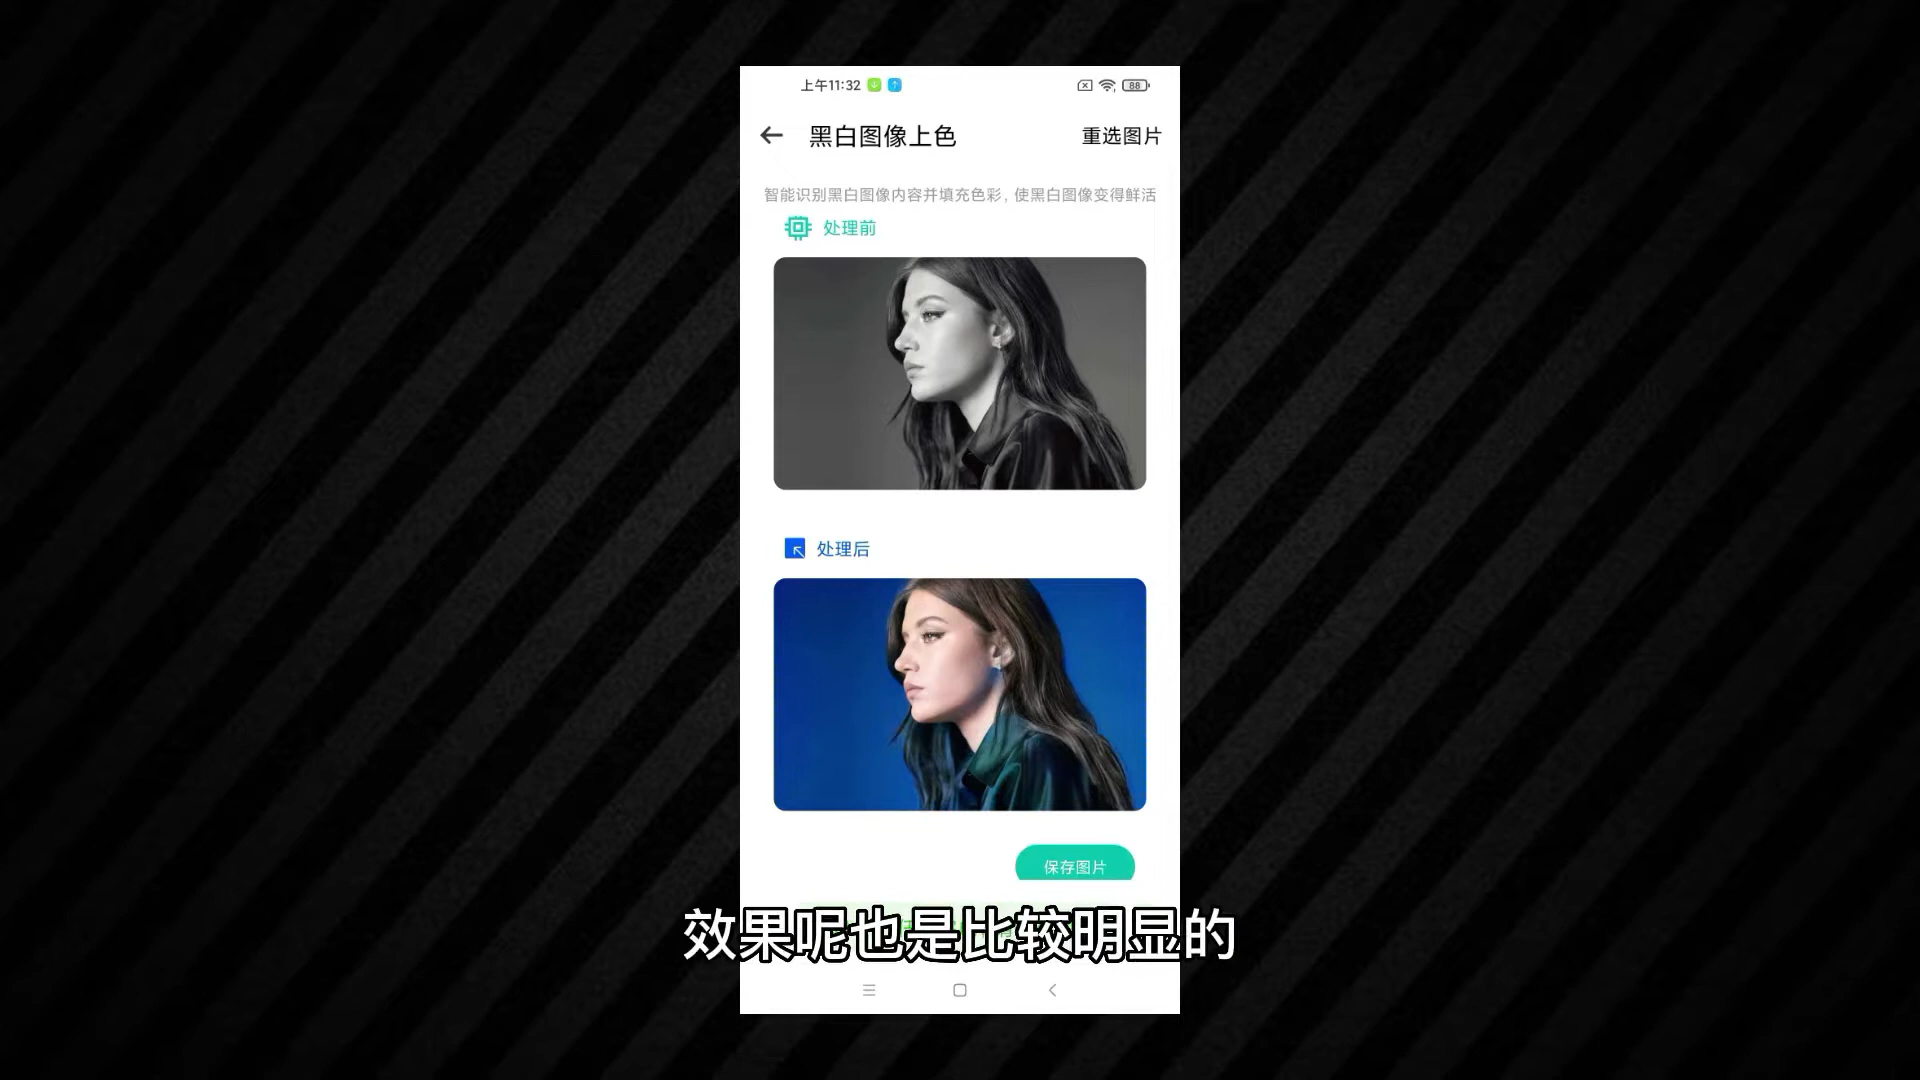 上午11:32
88
黑白图像上色
重选图片
智能识别黑白图像内容并填充色彩，使黑白图像变得鲜活
处理前
处理后
保存图片
效果呢也是比较明显的